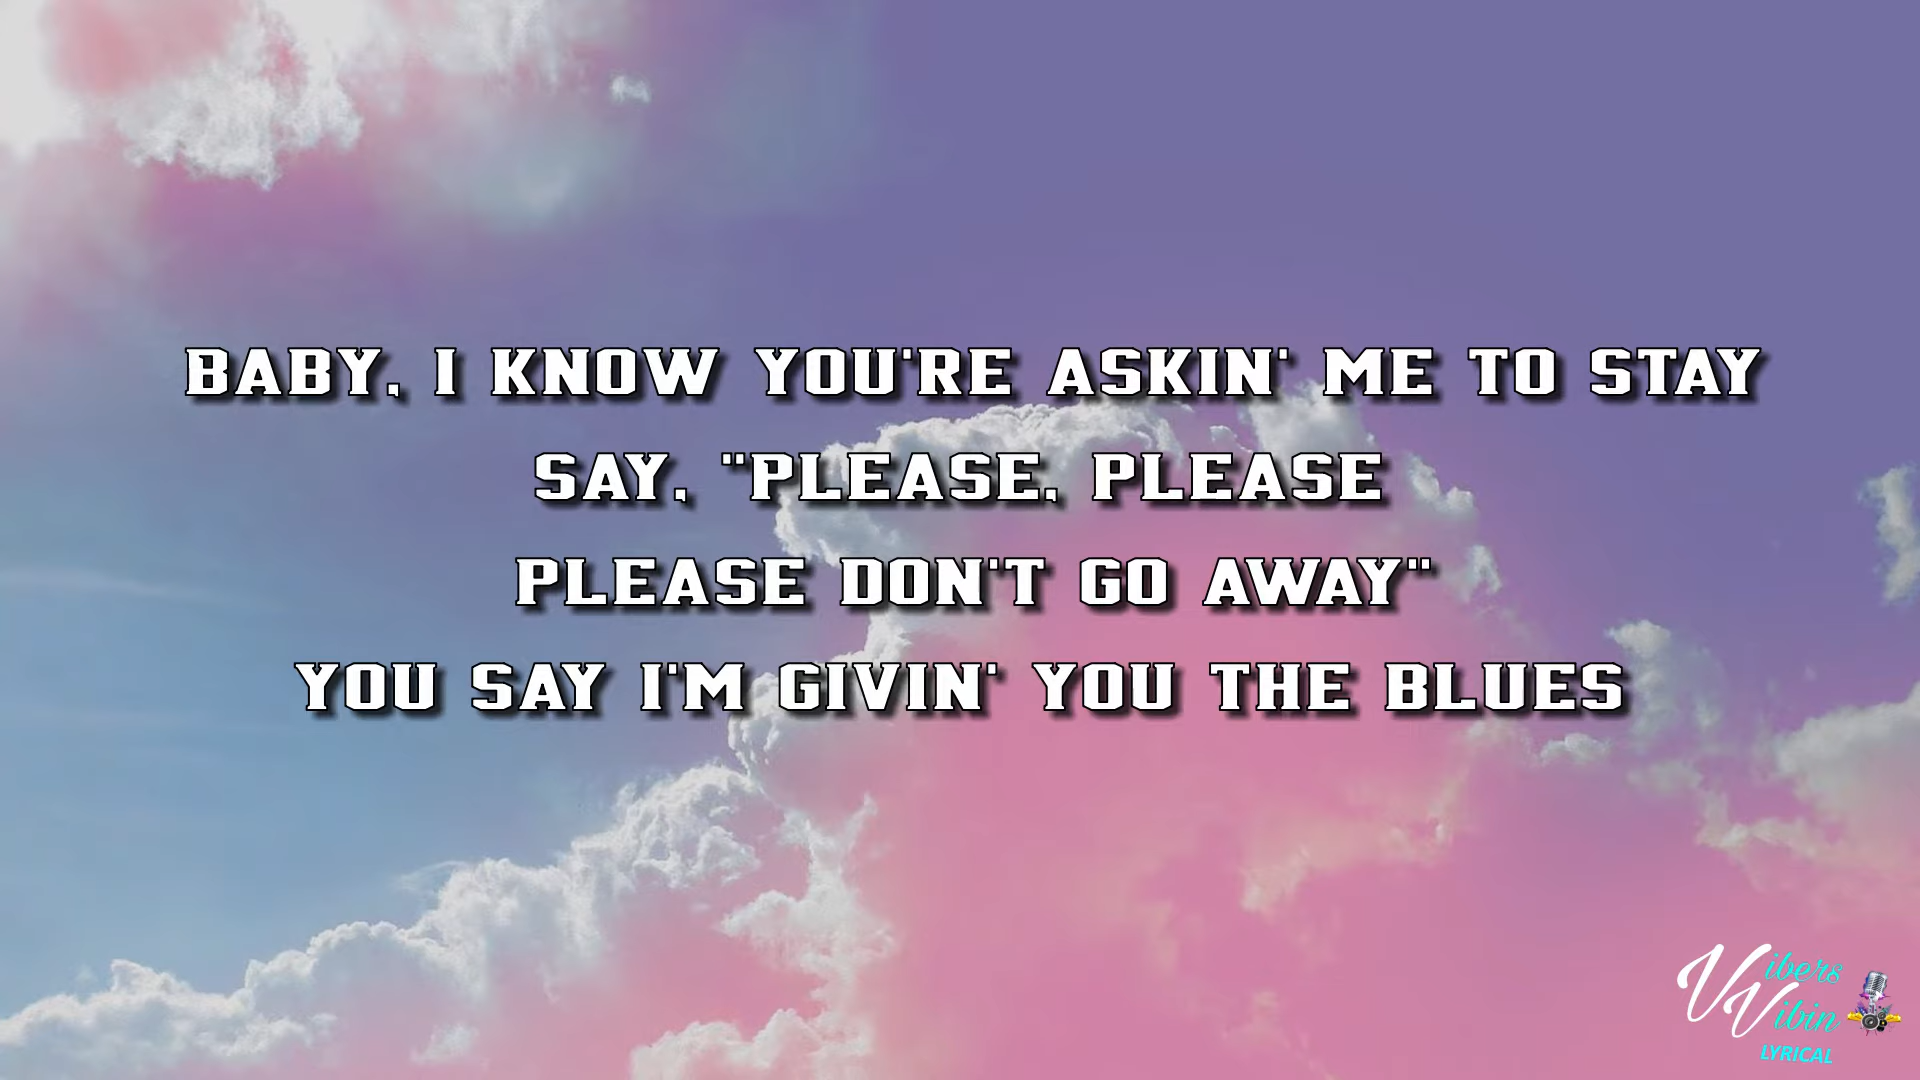 BABY, I KNOW YOU'RE ASKIN' ME TO STAY
SAY, "PLEASE, PLEASE
PLEASE DON'T GO AWAY"
YOU SAY I'M GIVIN' YOU THE BLUES
Vibers
Vibin
LYRICAL